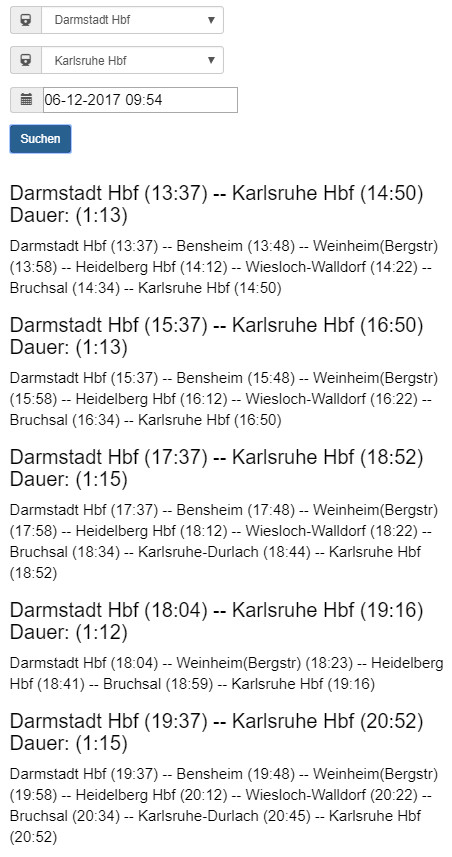 Darmstadt Hbf
Karlsruhe Hbf
06-12-2017 09:54
Suchen
Darmstadt Hbf (13:37) -- Karlsruhe Hbf (14:50)
Dauer: (1:13)
Darmstadt Hbf (13:37) -- Bensheim (13:48) -- Weinheim(Bergstr)
(13:58) -- Heidelberg Hbf (14:12) -- Wiesloch-Walldorf (14:22) --
Bruchsal (14:34) -- Karlsruhe Hbf (14:50)
Darmstadt Hbf (15:37) -- Karlsruhe Hbf (16:50)
Dauer: (1:13)
Darmstadt Hbf (15:37) -- Bensheim (15:48) -- Weinheim(Bergstr)
(15:58) -- Heidelberg Hbf (16:12) -- Wiesloch-Walldorf (16:22) --
Bruchsal (16:34) -- Karlsruhe Hbf (16:50)
Darmstadt Hbf (17:37) -- Karlsruhe Hbf (18:52)
Dauer: (1:15)
Darmstadt Hbf (17:37) -- Bensheim (17:48) -- Weinheim(Bergstr)
(17:58) -- Heidelberg Hbf (18:12) -- Wiesloch-Walldorf (18:22) --
Bruchsal (18:34) -- Karlsruhe-Durlach (18:44) -- Karlsruhe Hbf
(18:52)
Darmstadt Hbf (18:04) -- Karlsruhe Hbf (19:16)
Dauer: (1:12)
Darmstadt Hbf (18:04) -- Weinheim(Bergstr) (18:23) -- Heidelberg
Hbf (18:41) -- Bruchsal (18:59) -- Karlsruhe Hbf (19:16)
Darmstadt Hbf (19:37) -- Karlsruhe Hbf (20:52)
Dauer: (1:15)
Darmstadt Hbf (19:37) -- Bensheim (19:48) -- Weinheim(Bergstr)
(19:58) -- Heidelberg Hbf (20:12) -- Wiesloch-Walldorf (20:22) --
Bruchsal (20:34) -- Karlsruhe-Durlach (20:45) -- Karlsruhe Hbf
(20:52)